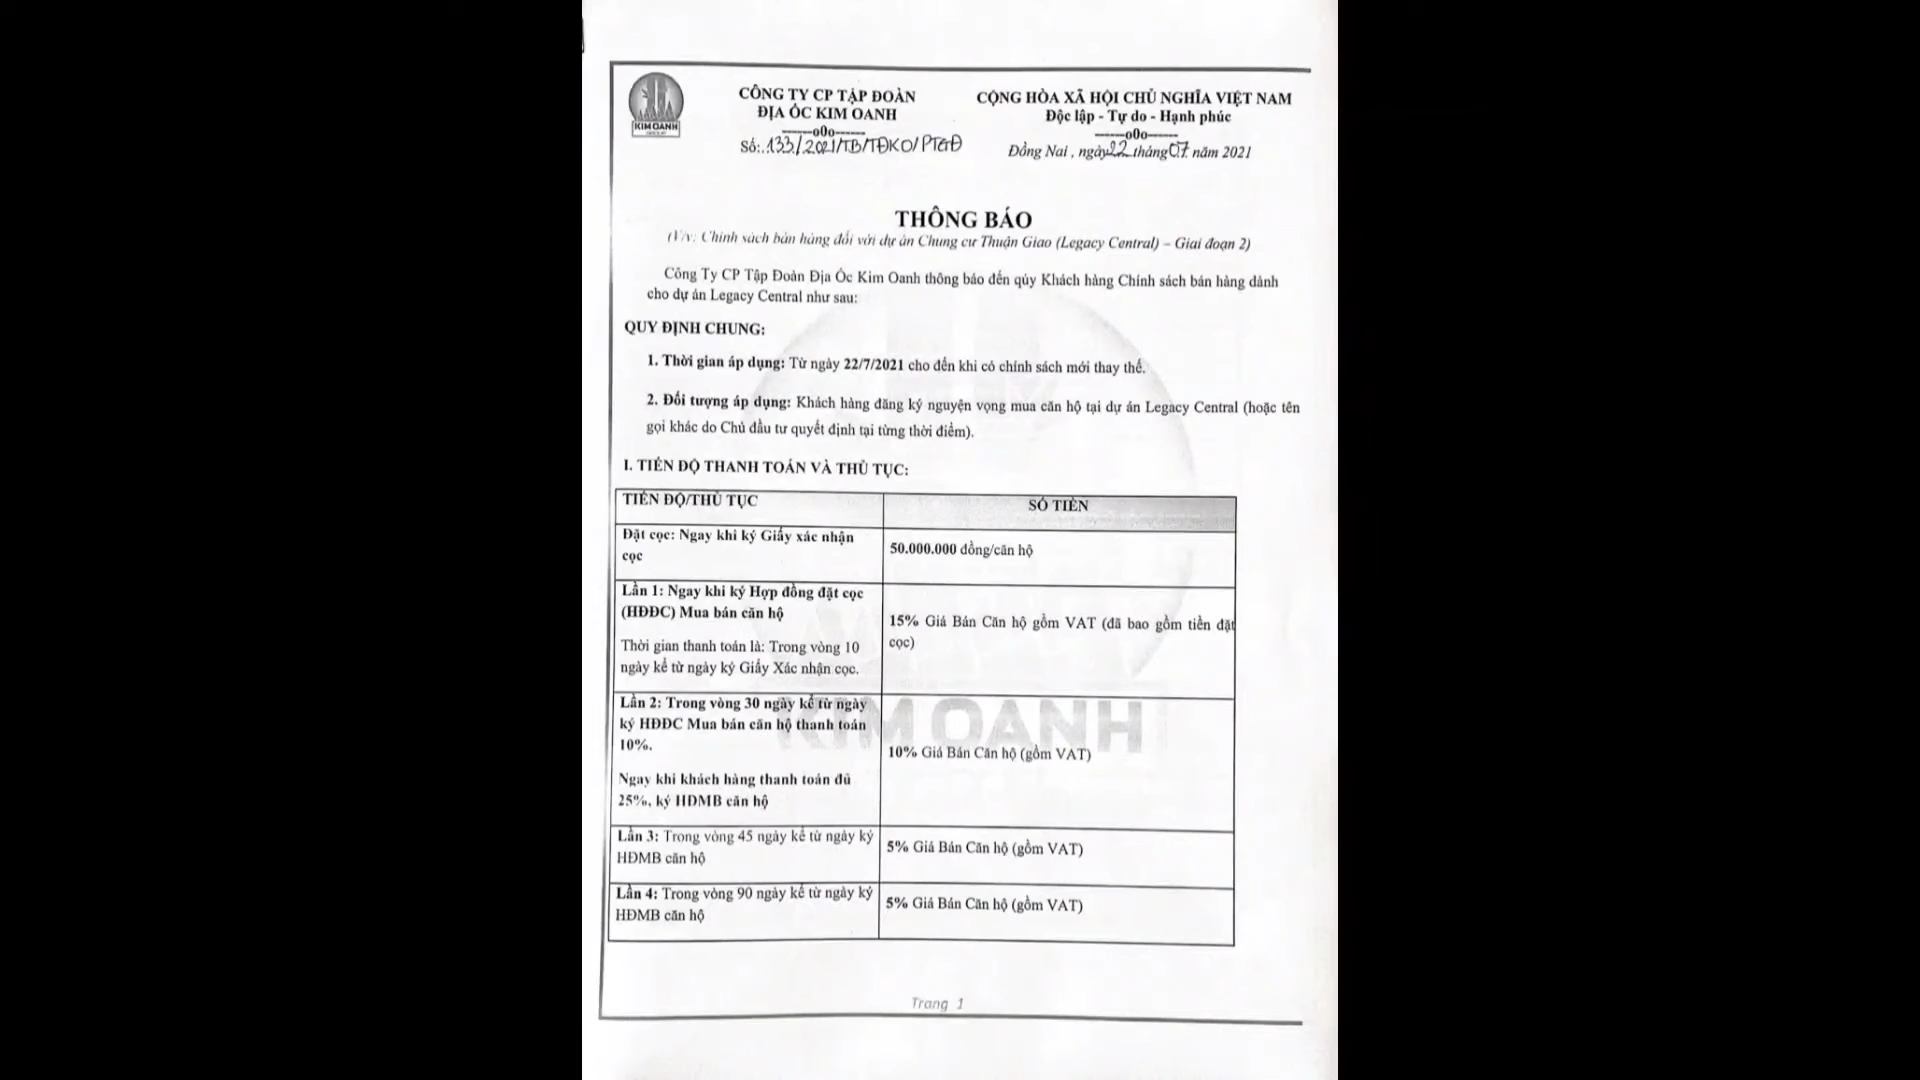 KIM OANH
CÔNG TY CP TẬP ĐOÀN
ĐỊA ỐC KIM OANH
------o0o------
Số: 133/2021/TB/TĐKO/PTGĐ
CỘNG HÒA XÃ HỘI CHỦ NGHĨA VIỆT NAM
Độc lập - Tự do - Hạnh phúc
------o0o------
Đồng Nai , ngày 22 tháng 07 năm 2021
THÔNG BÁO
(V/v: Chính sách bán hàng đối với dự án Chung cư Thuận Giao (Legacy Central) – Giai đoạn 2)
Công Ty CP Tập Đoàn Địa Ốc Kim Oanh thông báo đến qúy Khách hàng Chính sách bán hàng dành
cho dự án Legacy Central như sau:
QUY ĐỊNH CHUNG:
1. Thời gian áp dụng: Từ ngày 22/7/2021 cho đến khi có chính sách mới thay thế.
2. Đối tượng áp dụng: Khách hàng đăng ký nguyện vọng mua căn hộ tại dự án Legacy Central (hoặc tên
gọi khác do Chủ đầu tư quyết định tại từng thời điểm).
I. TIẾN ĐỘ THANH TOÁN VÀ THỦ TỤC:
TIẾN ĐỘ/THỦ TỤC
SỐ TIỀN
Đặt cọc: Ngay khi ký Giấy xác nhận
cọc
50.000.000 đồng/căn hộ
Lần 1: Ngay khi ký Hợp đồng đặt cọc
(HĐĐC) Mua bán căn hộ
Thời gian thanh toán là: Trong vòng 10
ngày kể từ ngày ký Giấy Xác nhận cọc.
15% Giá Bán Căn hộ gồm VAT (đã bao gồm tiền đặt
cọc)
Lần 2: Trong vòng 30 ngày kể từ ngày
ký HĐĐC Mua bán căn hộ thanh toán
10%.
Ngay khi khách hàng thanh toán đủ
25%, ký HĐMB căn hộ
10% Giá Bán Căn hộ (gồm VAT)
Lần 3: Trong vòng 45 ngày kể từ ngày ký
HĐMB căn hộ
5% Giá Bán Căn hộ (gồm VAT)
Lần 4: Trong vòng 90 ngày kể từ ngày ký
HĐMB căn hộ
5% Giá Bán Căn hộ (gồm VAT)
KIM OANH
Trang 1